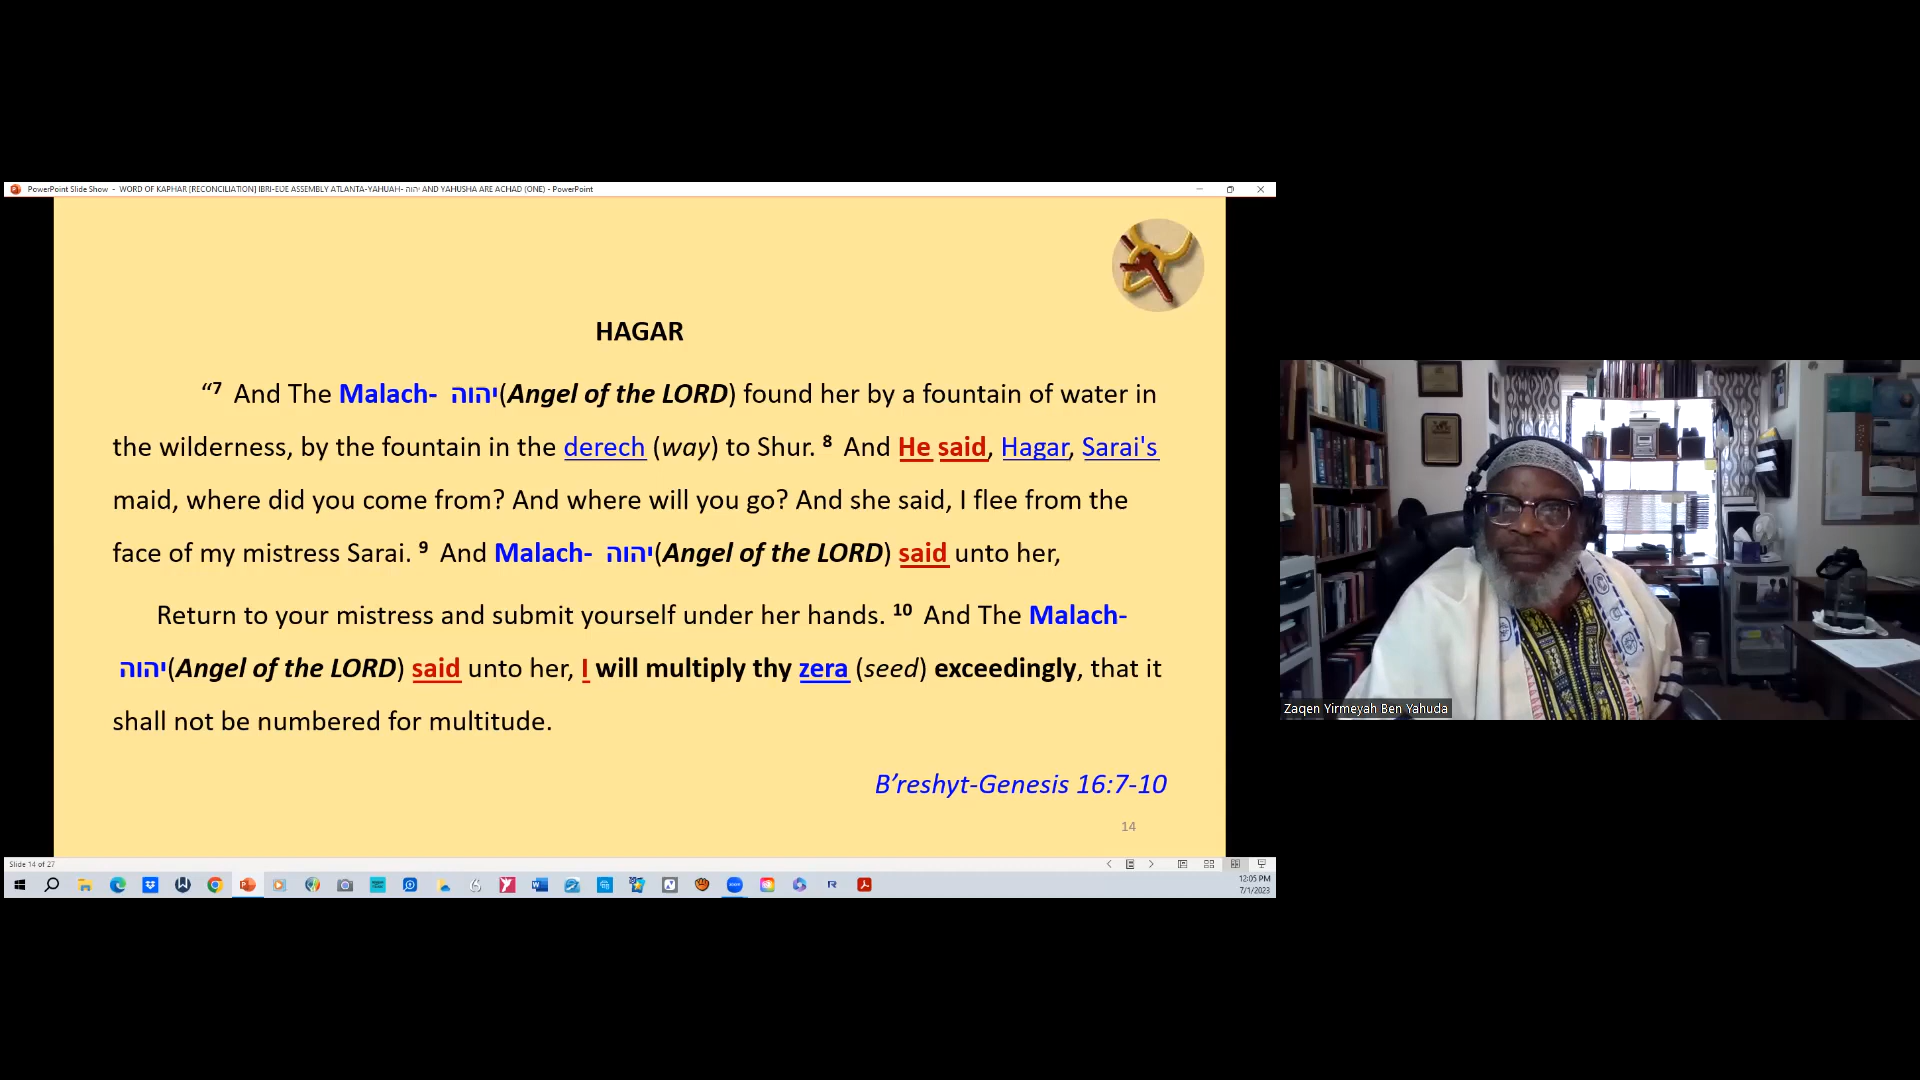 PowerPoint Slide Show - WORD OF KAPHAR [RECONCILIATION] IBRI-EDE ASSEMBLY ATLANTA-YAHUAH- יהוה AND YAHUSHA ARE ACHAD (ONE) - PowerPoint
HAGAR
“7 And The Malach- יהוה(Angel of the LORD) found her by a fountain of water in
the wilderness, by the fountain in the derech (way) to Shur. 8 And He said, Hagar, Sarai's
maid, where did you come from? And where will you go? And she said, I flee from the
face of my mistress Sarai. 9 And Malach- יהוה(Angel of the LORD) said unto her,
Return to your mistress and submit yourself under her hands. 10 And The Malach-
יהוה(Angel of the LORD) said unto her, I will multiply thy zera (seed) exceedingly, that it
shall not be numbered for multitude.
B’reshyt-Genesis 16:7-10
14
Zaqen Yirmeyah Ben Yahuda
Slide 14 of 27
12:05 PM
7/1/2023